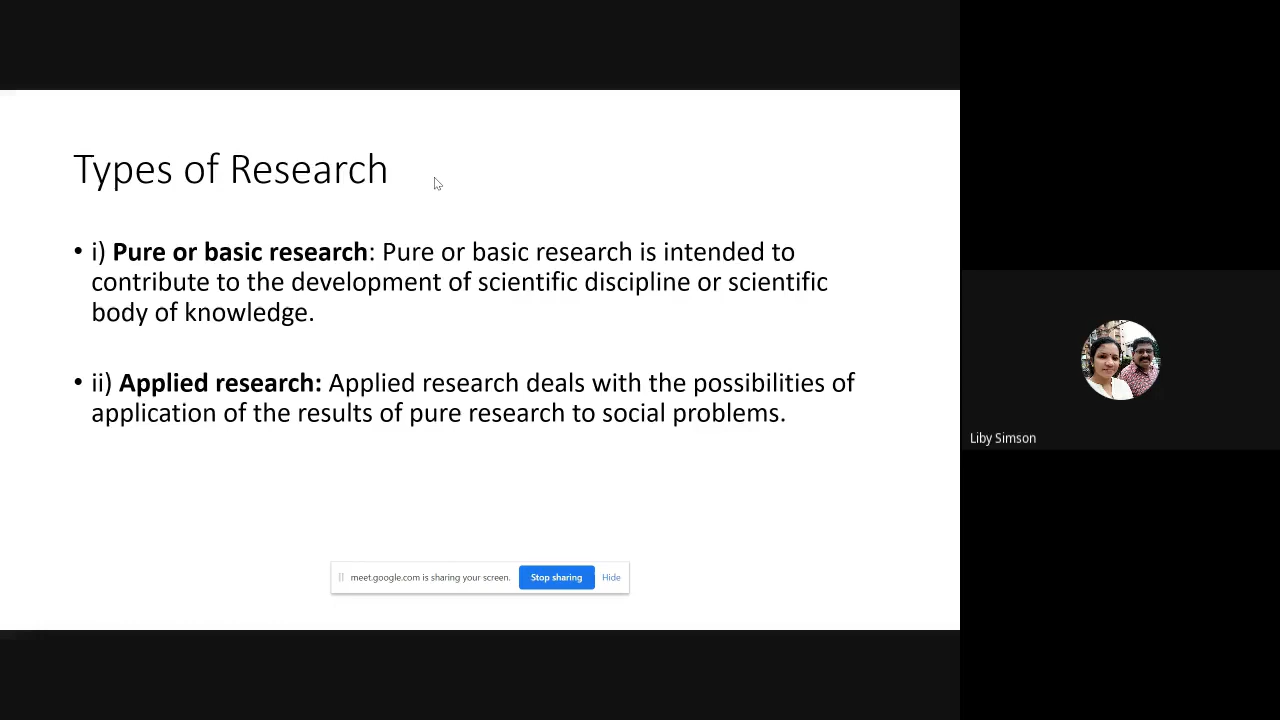 Types of Research
• i) Pure or basic research: Pure or basic research is intended to
contribute to the development of scientific discipline or scientific
body of knowledge.
• ii) Applied research: Applied research deals with the possibilities of
application of the results of pure research to social problems.
Liby Simson
meet.google.com is sharing your screen. Stop sharing Hide